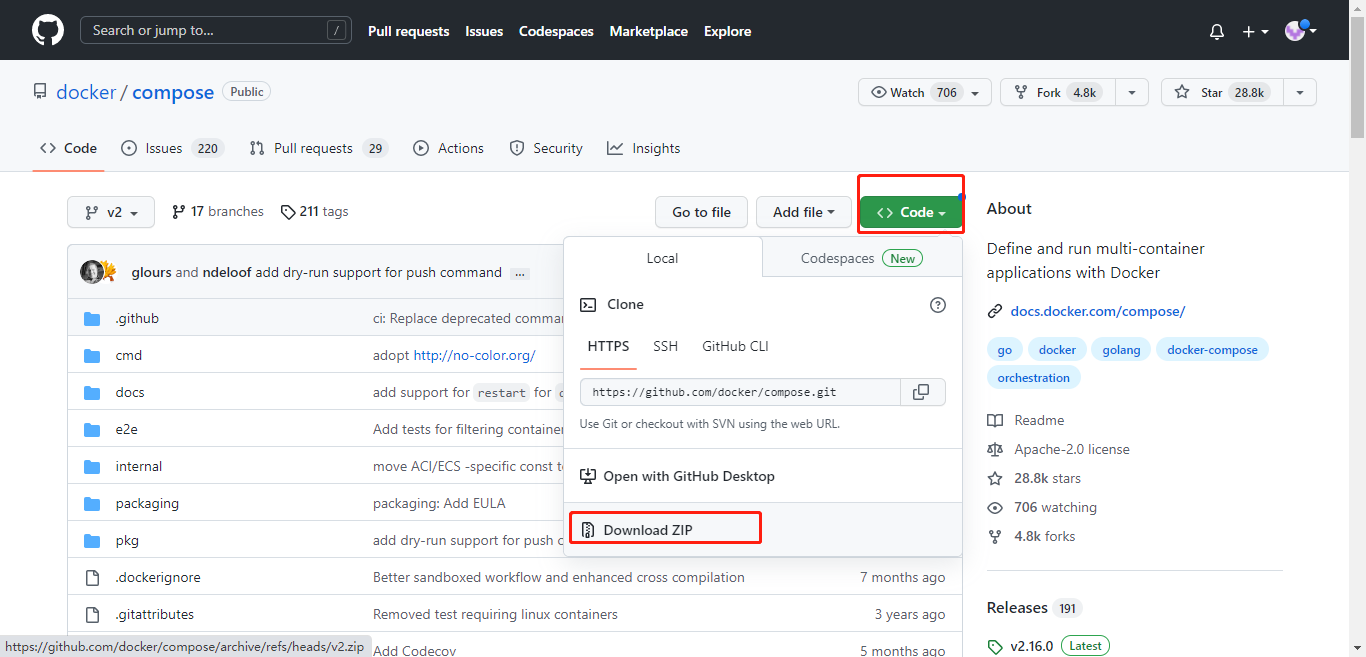 Search or jump to... /
Pull requests Issues Codespaces Marketplace Explore
docker / compose Public
Watch 706 Fork 4.8k Star 28.8k
Code Issues 220 Pull requests 29 Actions Security Insights
v2 17 branches 211 tags Go to file Add file Code
glours and ndeloof add dry-run support for push command ...
.github ci: Replace deprecated
cmd adopt http://no-color.org/
docs add support for restart for
e2e Add tests for filtering
internal move ACI/ECS -specific const
packaging packaging: Add EULA
pkg add dry-run support for push
.dockerignore Better sandboxed workflow and enhanced cross compilation 7 months ago
.gitattributes Removed test requiring linux containers 3 years ago
Add Codecov 5 months ago
Local Codespaces New
Clone
HTTPS SSH GitHub CLI
https://github.com/docker/compose.git
Use Git or checkout with SVN using the web URL.
Open with GitHub Desktop
Download ZIP
About
Define and run multi-container
applications with Docker
docs.docker.com/compose/
go docker golang docker-compose
orchestration
Readme
Apache-2.0 license
28.8k stars
706 watching
4.8k forks
Releases 191
v2.16.0 Latest
https://github.com/docker/compose/archive/refs/heads/v2.zip